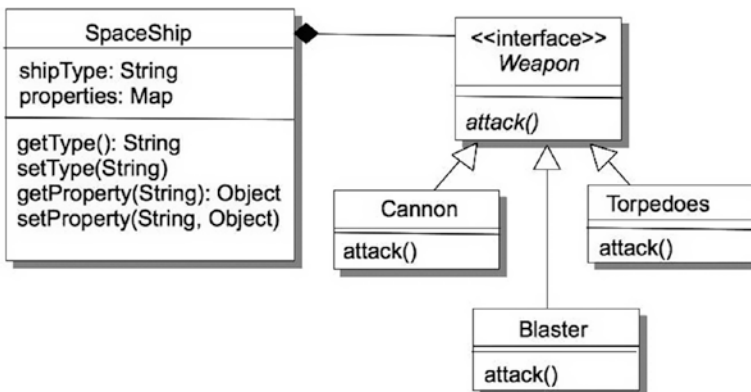 SpaceShip
shipType: String
properties: Map
getType(): String
setType(String)
getProperty(String): Object
setProperty(String, Object)
<<interface>>
Weapon
attack()
Cannon
attack()
Torpedoes
attack()
Blaster
attack()